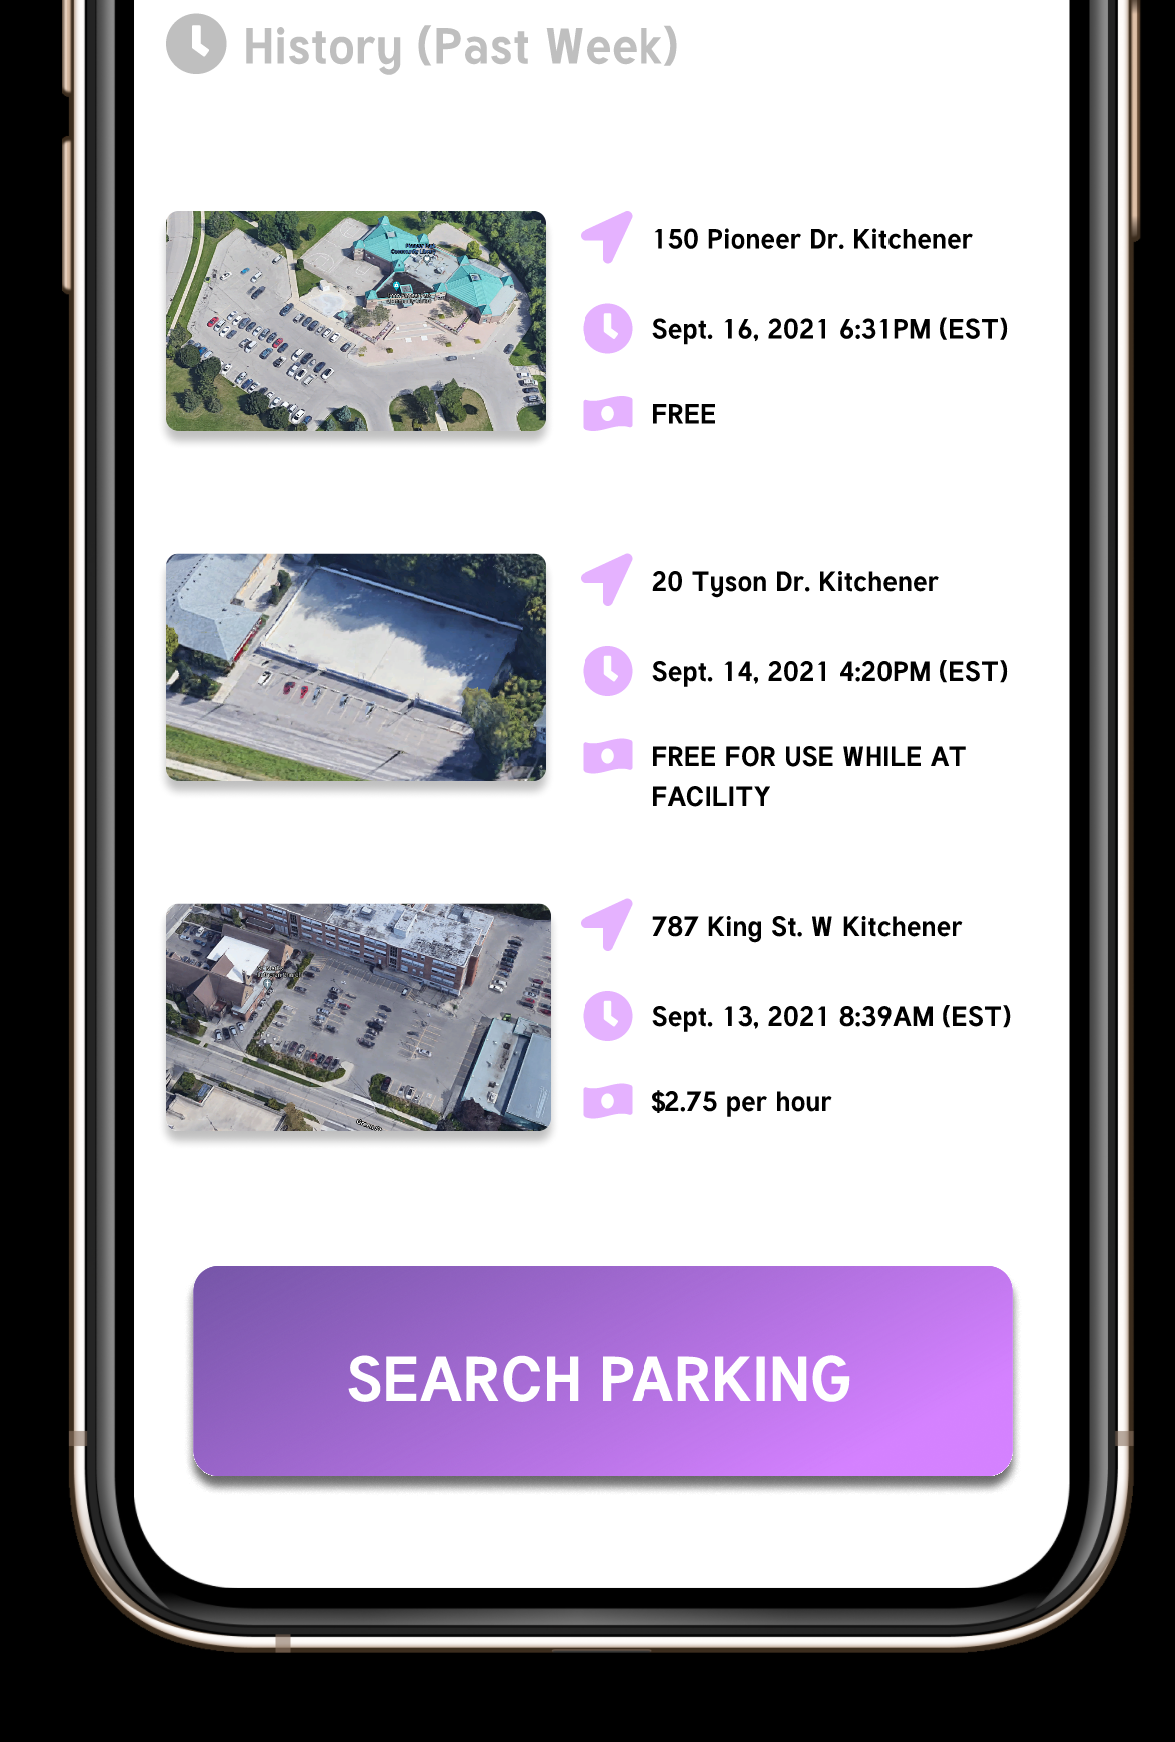 History (Past Week)
150 Pioneer Dr. Kitchener
Sept. 16, 2021 6:31PM (EST)
FREE
20 Tyson Dr. Kitchener
Sept. 14, 2021 4:20PM (EST)
FREE FOR USE WHILE AT
FACILITY
787 King St. W Kitchener
Sept. 13, 2021 8:39AM (EST)
$2.75 per hour
SEARCH PARKING